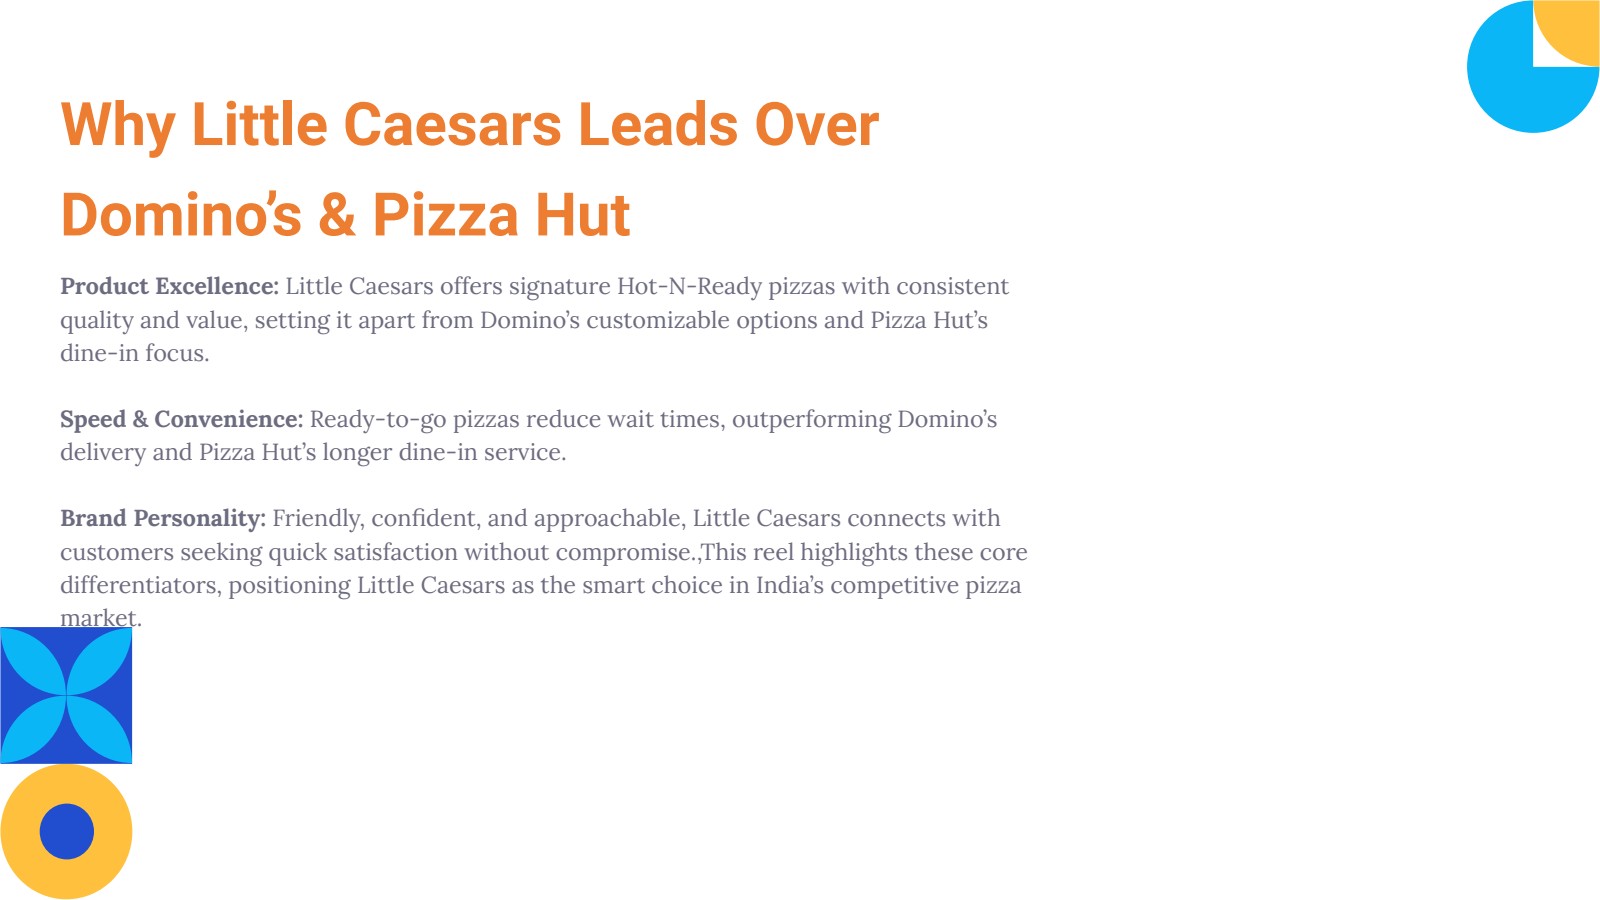 Why Little Caesars Leads Over
Domino’s & Pizza Hut
Product Excellence: Little Caesars offers signature Hot-N-Ready pizzas with consistent
quality and value, setting it apart from Domino’s customizable options and Pizza Hut’s
dine-in focus.
Speed & Convenience: Ready-to-go pizzas reduce wait times, outperforming Domino’s
delivery and Pizza Hut’s longer dine-in service.
Brand Personality: Friendly, confident, and approachable, Little Caesars connects with
customers seeking quick satisfaction without compromise.,This reel highlights these core
differentiators, positioning Little Caesars as the smart choice in India’s competitive pizza
market.